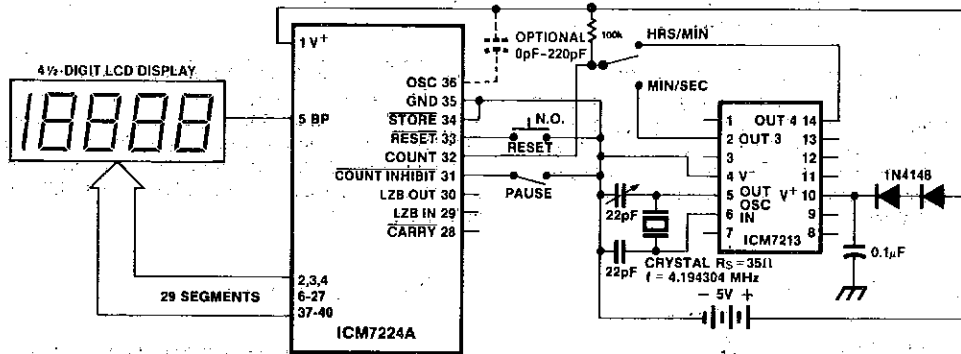 1 V+
OPTIONAL
0pF-220pF
100k
HRS/MIN
4½-DIGIT LCD DISPLAY
18888
5 BP
OSC 36
GND 35
STORE 34
RESET 33
COUNT 32
COUNT INHIBIT 31
LZB OUT 30
LZB IN 29
CARRY 28
N.O.
RESET
PAUSE
MIN/SEC
1 OUT 4 14
2 OUT 3 13
3 12
4 V- 11
5 OUT V+ 10
OSC
6 IN 9
7 8
ICM7213
1N4148
0.1μF
22pF
22pF
CRYSTAL RS = 35Ω
f = 4.194304 MHz
- 5V +
29 SEGMENTS
2,3,4
6-27
37-40
ICM7224A